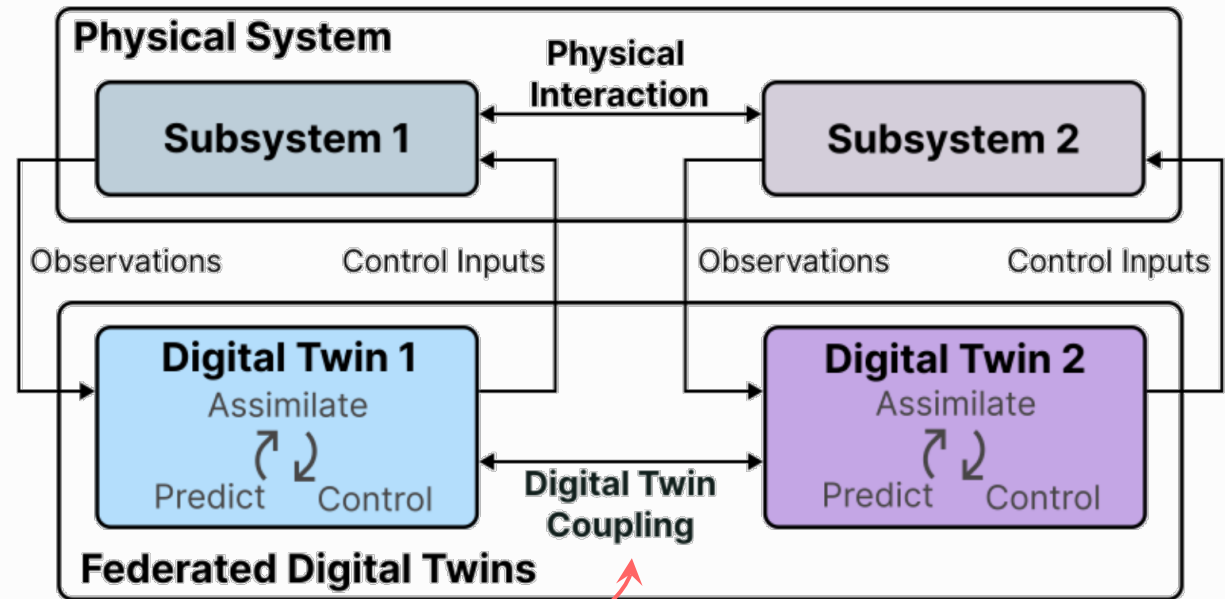 Physical System
Physical
Interaction
Subsystem 1
Subsystem 2
Observations
Control Inputs
Observations
Control Inputs
Digital Twin 1
Assimilate
Predict
Control
Digital Twin 2
Assimilate
Predict
Control
Digital Twin
Coupling
Federated Digital Twins